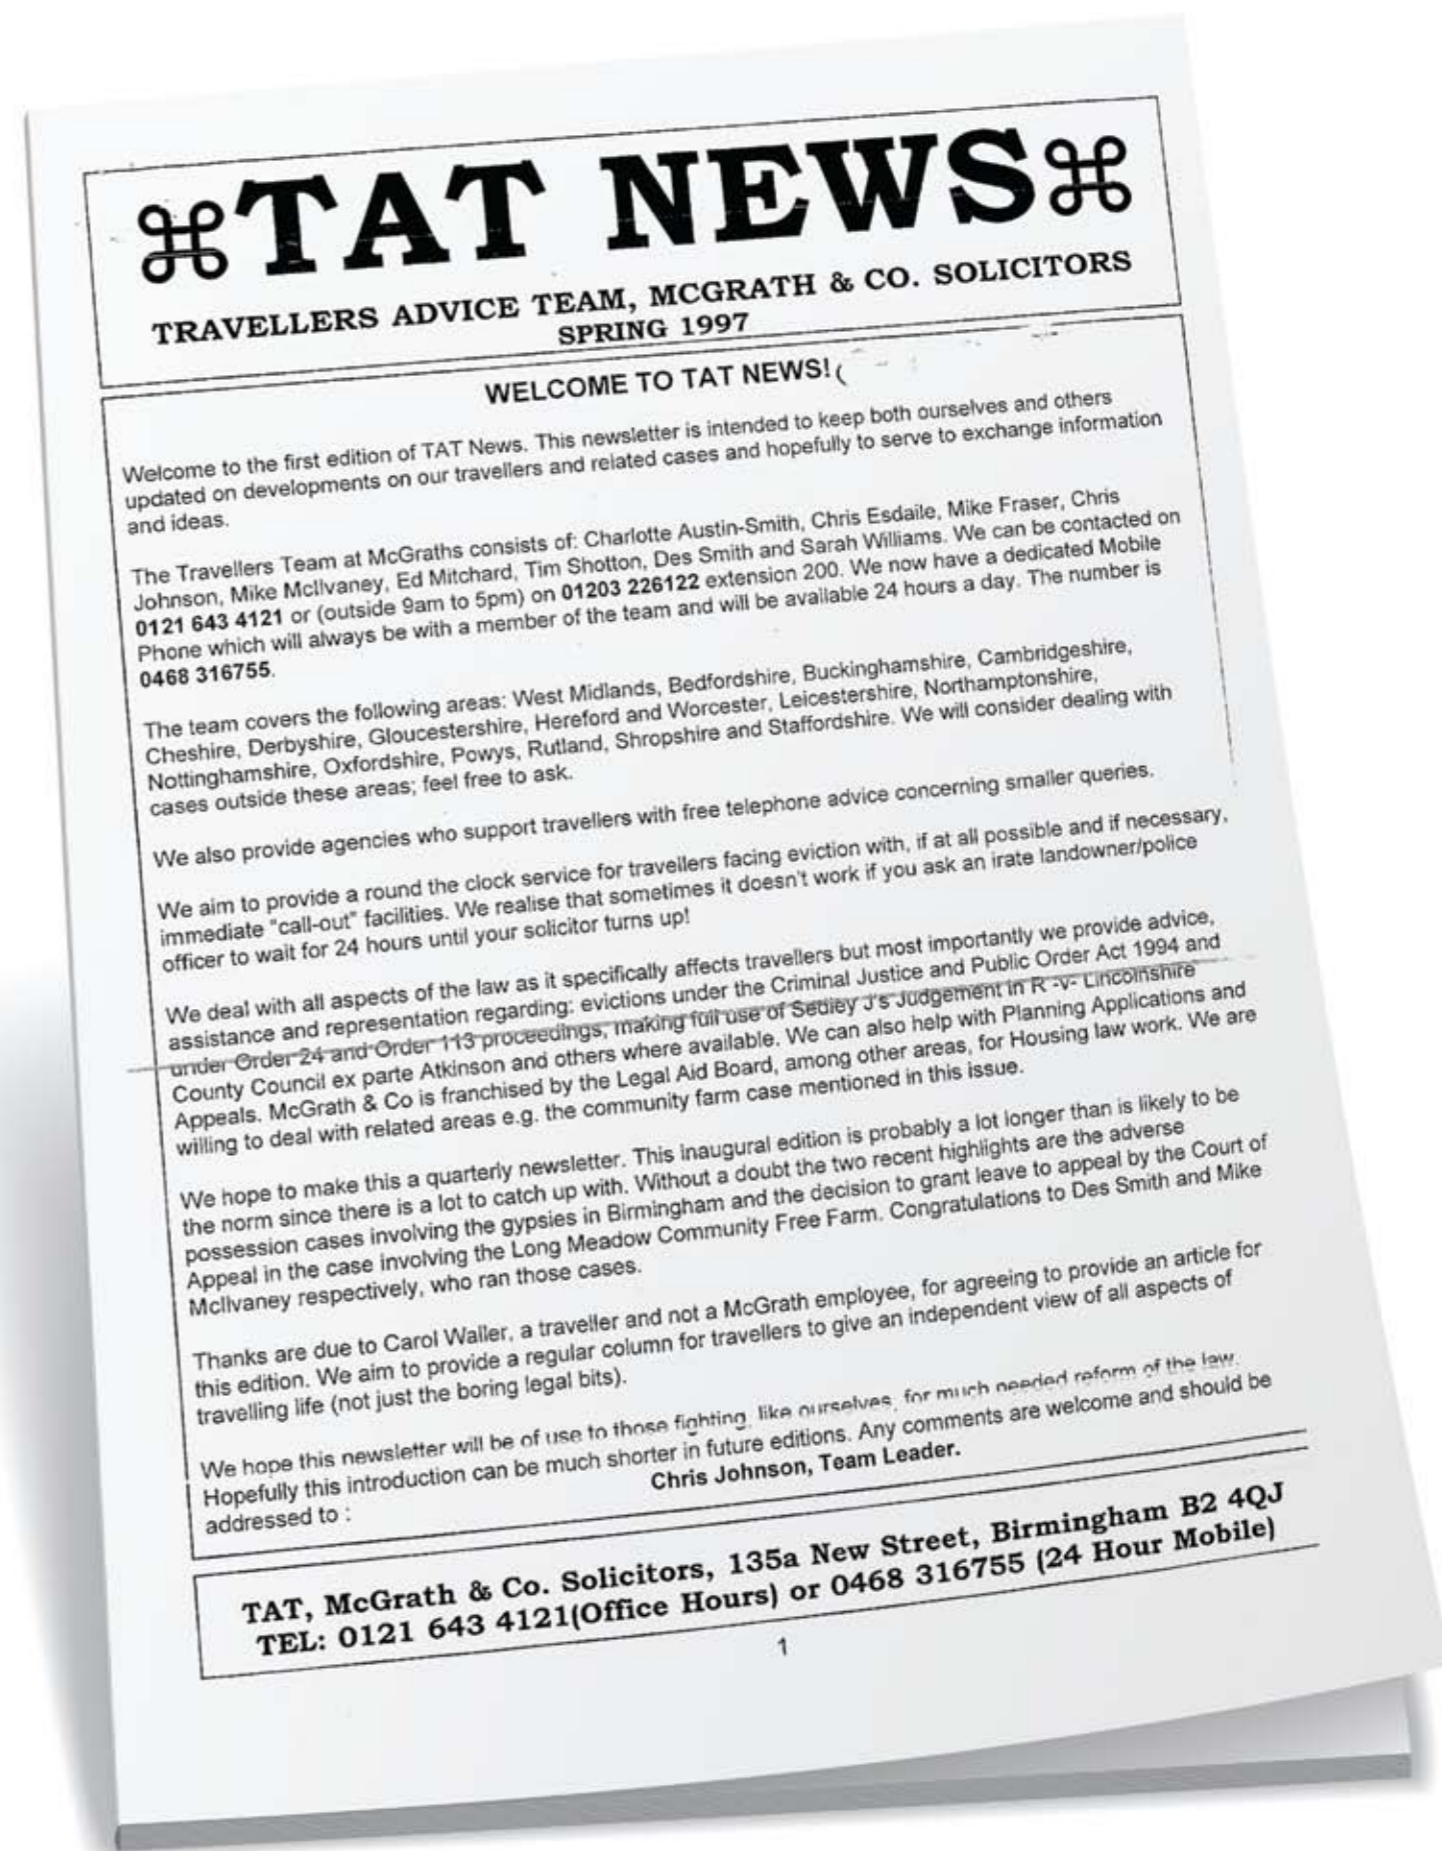 ⌘TAT NEWS⌘
TRAVELLERS ADVICE TEAM, MCGRATH & CO. SOLICITORS
SPRING 1997
WELCOME TO TAT NEWS!
Welcome to the first edition of TAT News. This newsletter is intended to keep both ourselves and others
updated on developments on our travellers and related cases and hopefully to serve to exchange information
and ideas.
The Travellers Team at McGraths consists of: Charlotte Austin-Smith, Chris Esdaile, Mike Fraser, Chris
Johnson, Mike McIlvaney, Ed Mitchard, Tim Shotton, Des Smith and Sarah Williams. We can be contacted on
0121 643 4121 or (outside 9am to 5pm) on 01203 226122 extension 200. We now have a dedicated Mobile
Phone which will always be with a member of the team and will be available 24 hours a day. The number is
0468 316755.
The team covers the following areas: West Midlands, Bedfordshire, Buckinghamshire, Cambridgeshire,
Cheshire, Derbyshire, Gloucestershire, Hereford and Worcester, Leicestershire, Northamptonshire,
Nottinghamshire, Oxfordshire, Powys, Rutland, Shropshire and Staffordshire. We will consider dealing with
cases outside these areas; feel free to ask.
We also provide agencies who support travellers with free telephone advice concerning smaller queries.
We aim to provide a round the clock service for travellers facing eviction with, if at all possible and if necessary,
immediate "call-out" facilities. We realise that sometimes it doesn't work if you ask an irate landowner/police
officer to wait for 24 hours until your solicitor turns up!
We deal with all aspects of the law as it specifically affects travellers but most importantly we provide advice,
assistance and representation regarding: evictions under the Criminal Justice and Public Order Act 1994 and
under Order 24 and Order 113 proceedings, making full use of Sedley J's Judgement in R -v- Lincolnshire
County Council ex parte Atkinson and others where available. We can also help with Planning Applications and
Appeals. McGrath & Co is franchised by the Legal Aid Board, among other areas, for Housing law work. We are
willing to deal with related areas e.g. the community farm case mentioned in this issue.
We hope to make this a quarterly newsletter. This inaugural edition is probably a lot longer than is likely to be
the norm since there is a lot to catch up with. Without a doubt the two recent highlights are the adverse
possession cases involving the gypsies in Birmingham and the decision to grant leave to appeal by the Court of
Appeal in the case involving the Long Meadow Community Free Farm. Congratulations to Des Smith and Mike
McIlvaney respectively, who ran those cases.
Thanks are due to Carol Waller, a traveller and not a McGrath employee, for agreeing to provide an article for
this edition. We aim to provide a regular column for travellers to give an independent view of all aspects of
travelling life (not just the boring legal bits).
We hope this newsletter will be of use to those fighting, like ourselves, for much needed reform of the law.
Hopefully this introduction can be much shorter in future editions. Any comments are welcome and should be
addressed to :
Chris Johnson, Team Leader.
TAT, McGrath & Co. Solicitors, 135a New Street, Birmingham B2 4QJ
TEL: 0121 643 4121(Office Hours) or 0468 316755 (24 Hour Mobile)
1